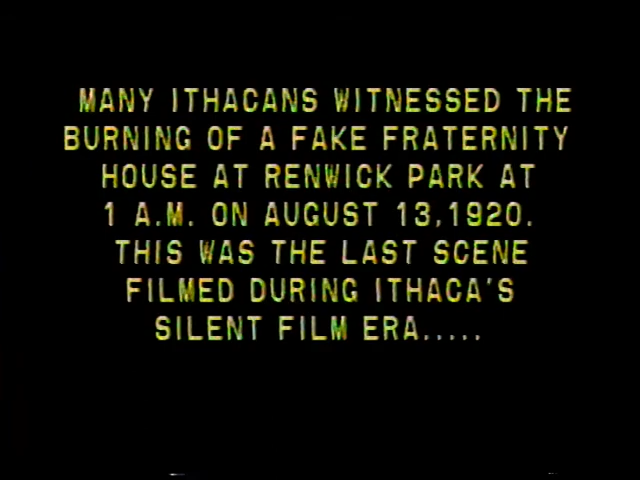 MANY ITHACANS WITNESSED THE
BURNING OF A FAKE FRATERNITY
HOUSE AT RENWICK PARK AT
1 A.M. ON AUGUST 13,1920.
THIS WAS THE LAST SCENE
FILMED DURING ITHACA'S
SILENT FILM ERA.....